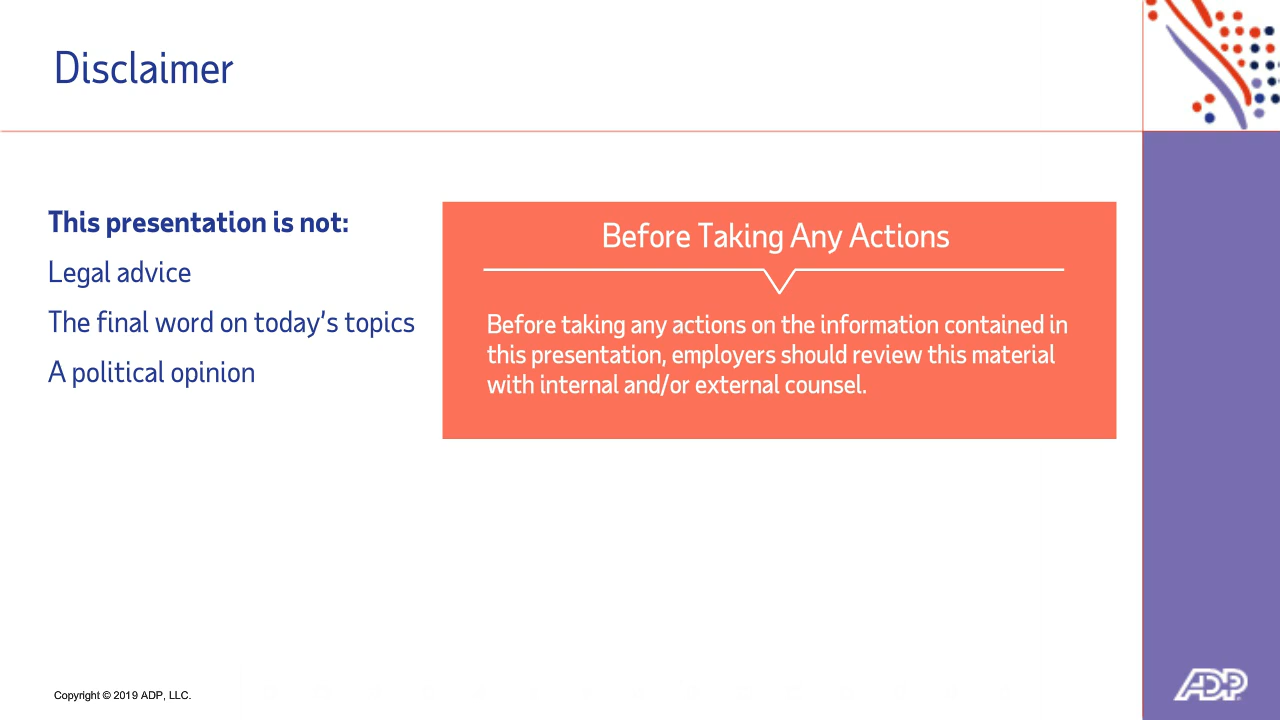 Disclaimer
This presentation is not:
Legal advice
The final word on today's topics
A political opinion
Before Taking Any Actions
Before taking any actions on the information contained in
this presentation, employers should review this material
with internal and/or external counsel.
Copyright © 2019 ADP, LLC.
ADP